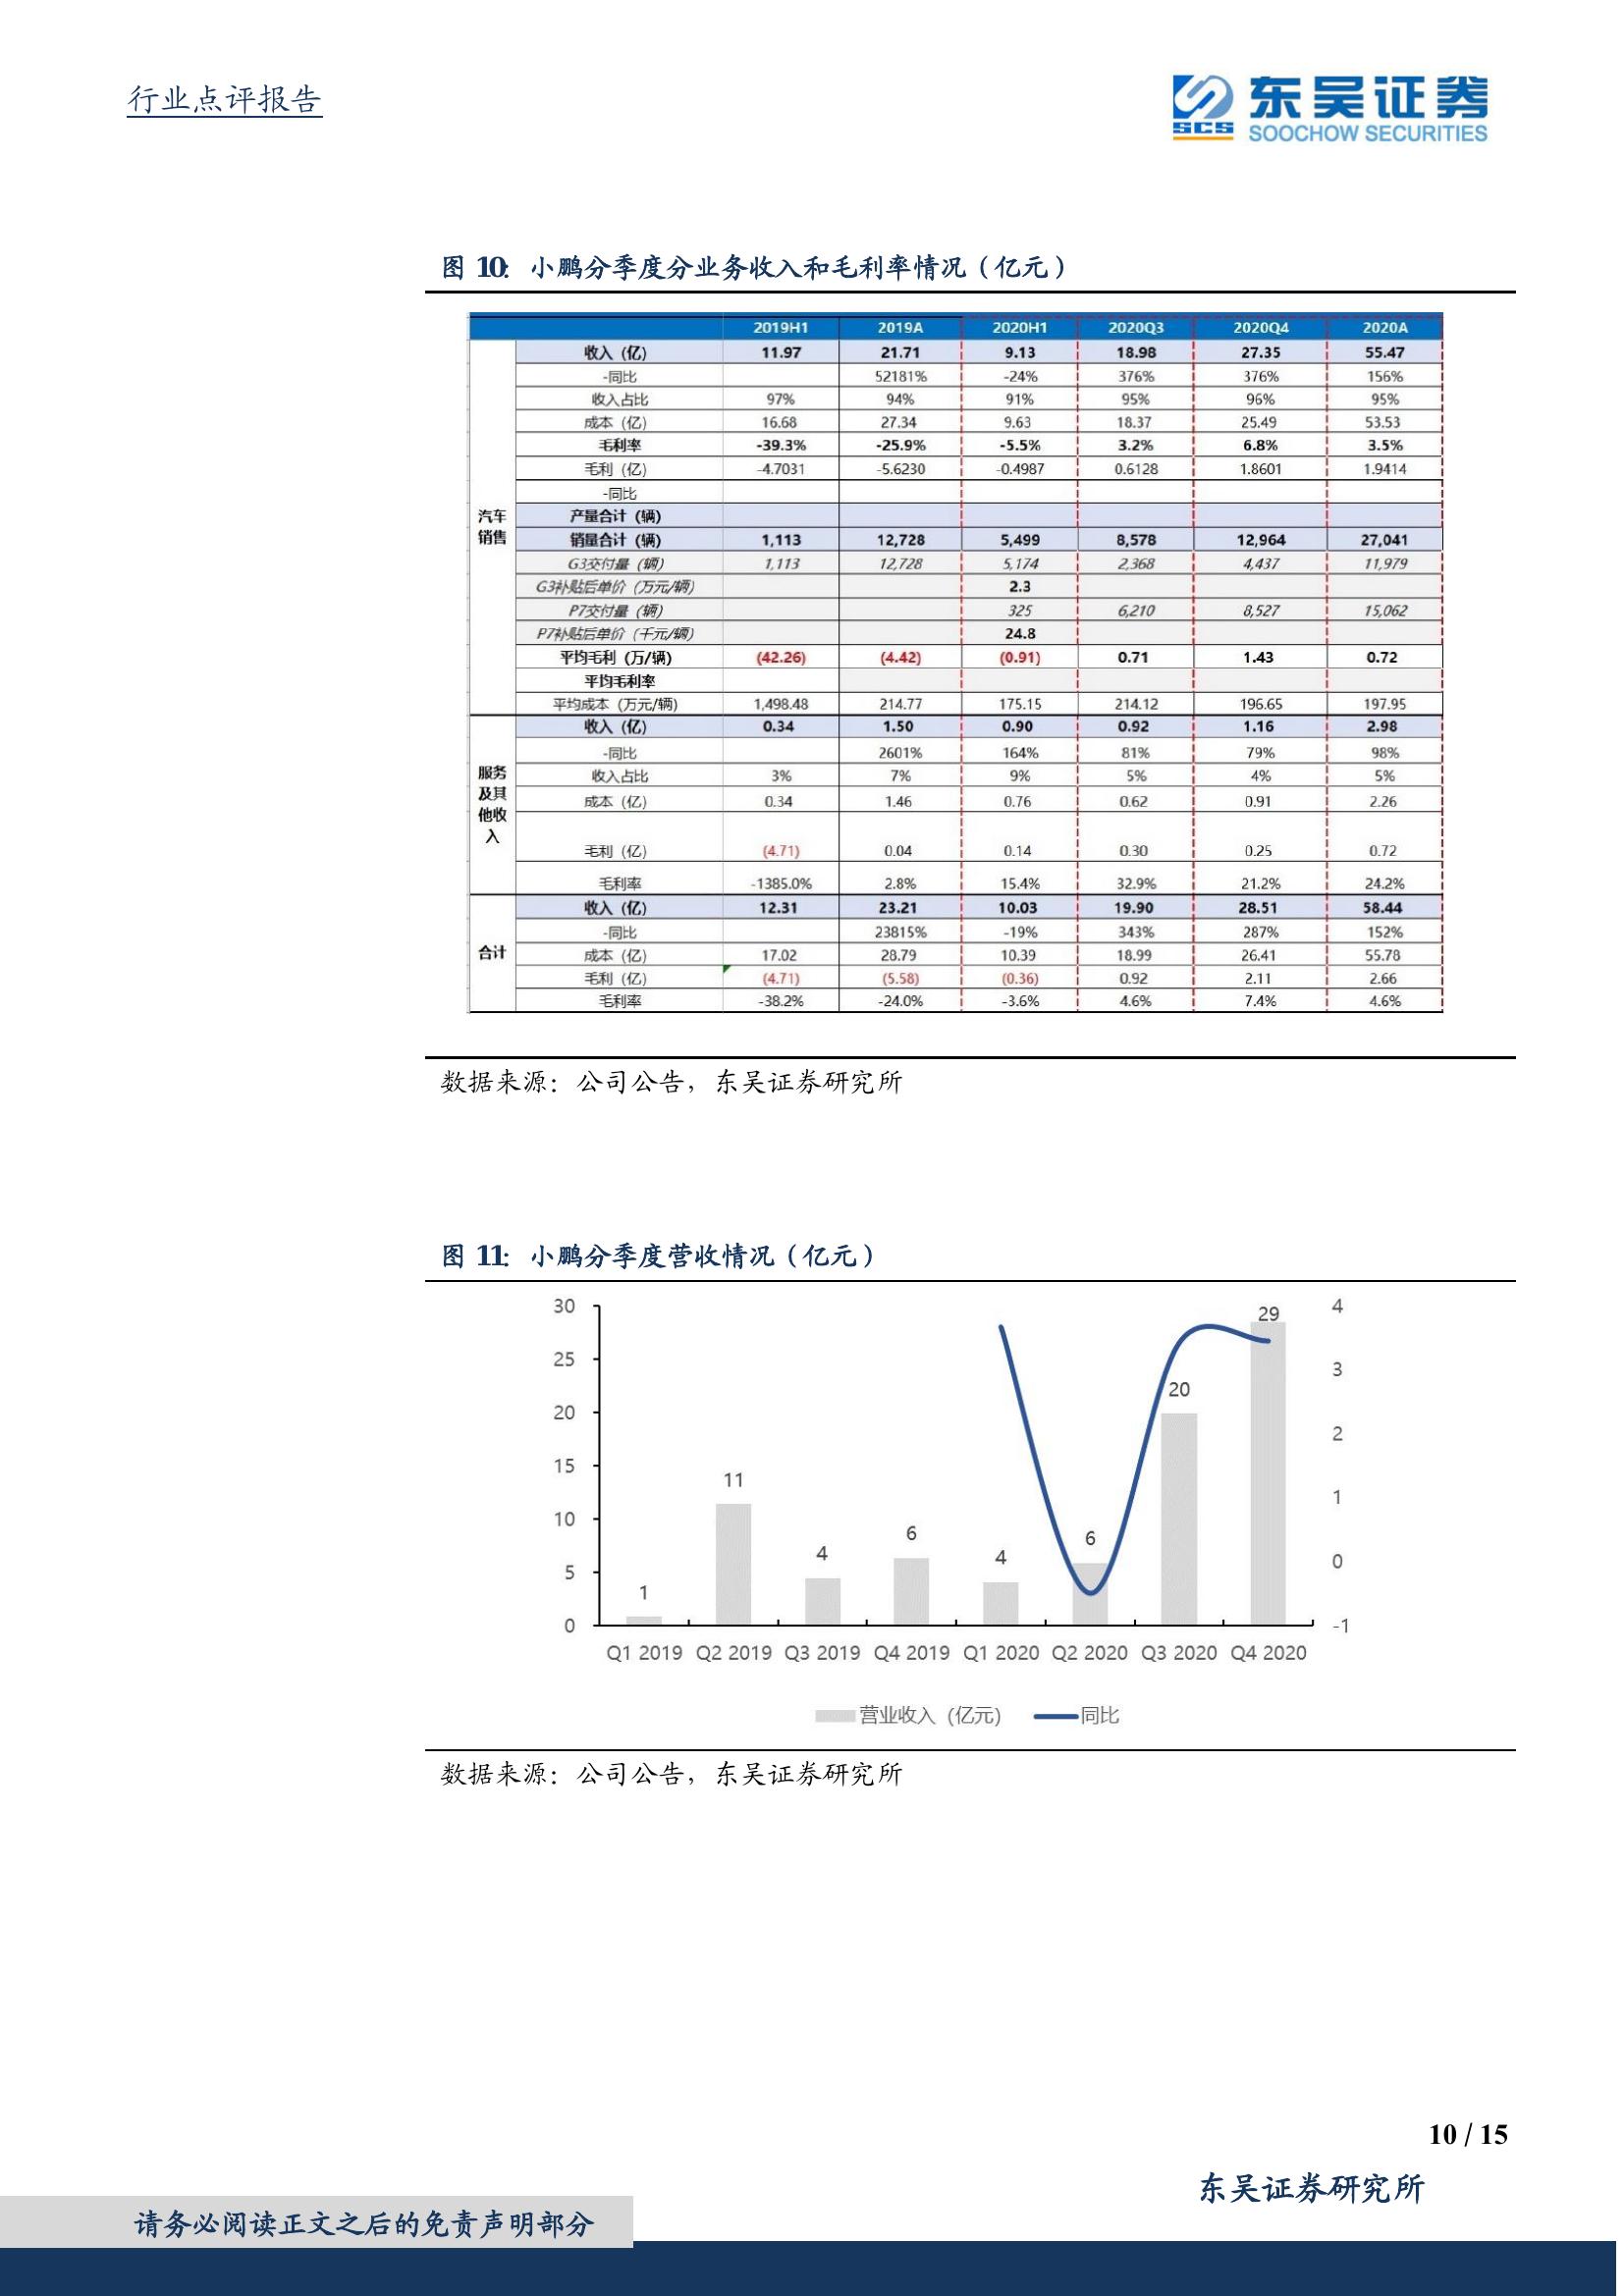 行业点评报告
SCS
东吴证券
SOOCHOW SECURITIES
图 10： 小鹏分季度分业务收入和毛利率情况（亿元）
2019H1 2019A 2020H1 2020Q3 2020Q4 2020A
汽车销售
收入（亿） 11.97 21.71 9.13 18.98 27.35 55.47
-同比 52181% -24% 376% 376% 156%
收入占比 97% 94% 91% 95% 96% 95%
成本（亿） 16.68 27.34 9.63 18.37 25.49 53.53
毛利率 -39.3% -25.9% -5.5% 3.2% 6.8% 3.5%
毛利（亿） -4.7031 -5.6230 -0.4987 0.6128 1.8601 1.9414
-同比
产量合计（辆）
销量合计（辆） 1,113 12,728 5,499 8,578 12,964 27,041
G3交付量（辆） 1,113 12,728 5,174 2,368 4,437 11,979
G3补贴后单价（万元/辆） 2.3
P7交付量（辆） 325 6,210 8,527 15,062
P7补贴后单价（千元/辆） 24.8
平均毛利（万/辆） (42.26) (4.42) (0.91) 0.71 1.43 0.72
平均毛利率
平均成本（万元/辆） 1,498.48 214.77 175.15 214.12 196.65 197.95
服务及其他收入
收入（亿） 0.34 1.50 0.90 0.92 1.16 2.98
-同比 2601% 164% 81% 79% 98%
收入占比 3% 7% 9% 5% 4% 5%
成本（亿） 0.34 1.46 0.76 0.62 0.91 2.26
毛利（亿） (4.71) 0.04 0.14 0.30 0.25 0.72
毛利率 -1385.0% 2.8% 15.4% 32.9% 21.2% 24.2%
合计
收入（亿） 12.31 23.21 10.03 19.90 28.51 58.44
-同比 23815% -19% 343% 287% 152%
成本（亿） 17.02 28.79 10.39 18.99 26.41 55.78
毛利（亿） (4.71) (5.58) (0.36) 0.92 2.11 2.66
毛利率 -38.2% -24.0% -3.6% 4.6% 7.4% 4.6%
数据来源：公司公告，东吴证券研究所
图 11： 小鹏分季度营收情况（亿元）
30
25
20
15
10
5
0
1 11 4 6 4 6 20 29
4
3
2
1
0
-1
Q1 2019 Q2 2019 Q3 2019 Q4 2019 Q1 2020 Q2 2020 Q3 2020 Q4 2020
营业收入（亿元） 同比
数据来源：公司公告，东吴证券研究所
10 / 15
东吴证券研究所
请务必阅读正文之后的免责声明部分